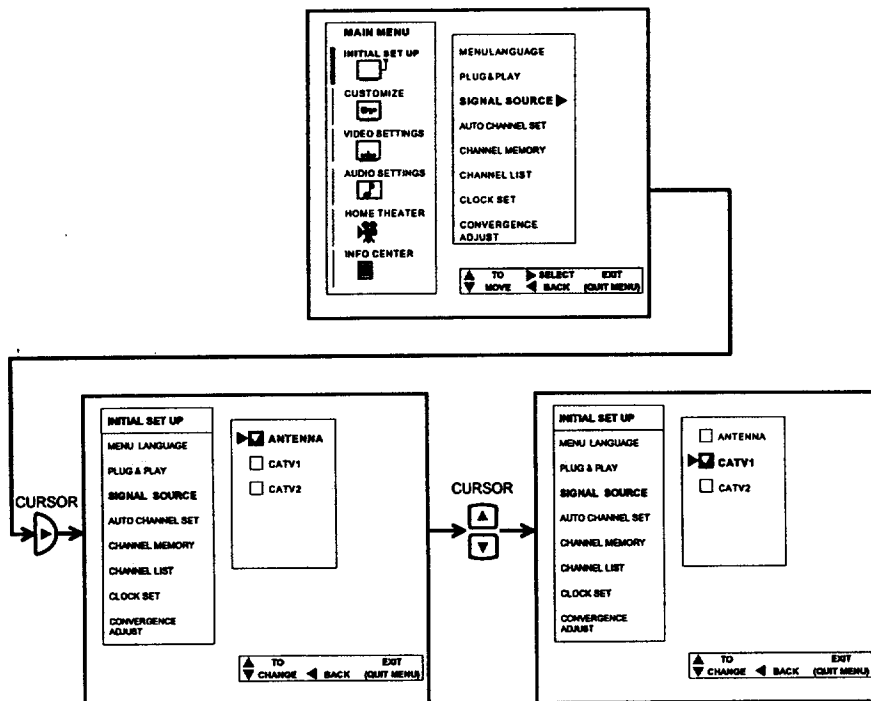 MAIN MENU
INITIAL SET UP
CUSTOMIZE
VIDEO SETTINGS
AUDIO SETTINGS
HOME THEATER
INFO CENTER
MENULANGUAGE
PLUG&PLAY
SIGNAL SOURCE ▶
AUTO CHANNEL SET
CHANNEL MEMORY
CHANNEL LIST
CLOCK SET
CONVERGENCE
ADJUST
▲ TO ▶ SELECT EXIT
▼ MOVE ◀ BACK (QUIT MENU)
CURSOR
INITIAL SET UP
MENU LANGUAGE
PLUG & PLAY
SIGNAL SOURCE
AUTO CHANNEL SET
CHANNEL MEMORY
CHANNEL LIST
CLOCK SET
CONVERGENCE
ADJUST
ANTENNA
CATV1
CATV2
▲ TO EXIT
▼ CHANGE ◀ BACK (QUIT MENU)
CURSOR
INITIAL SET UP
MENU LANGUAGE
PLUG & PLAY
SIGNAL SOURCE
AUTO CHANNEL SET
CHANNEL MEMORY
CHANNEL LIST
CLOCK SET
CONVERGENCE
ADJUST
ANTENNA
CATV1
CATV2
▲ TO EXIT
▼ CHANGE ◀ BACK (QUIT MENU)